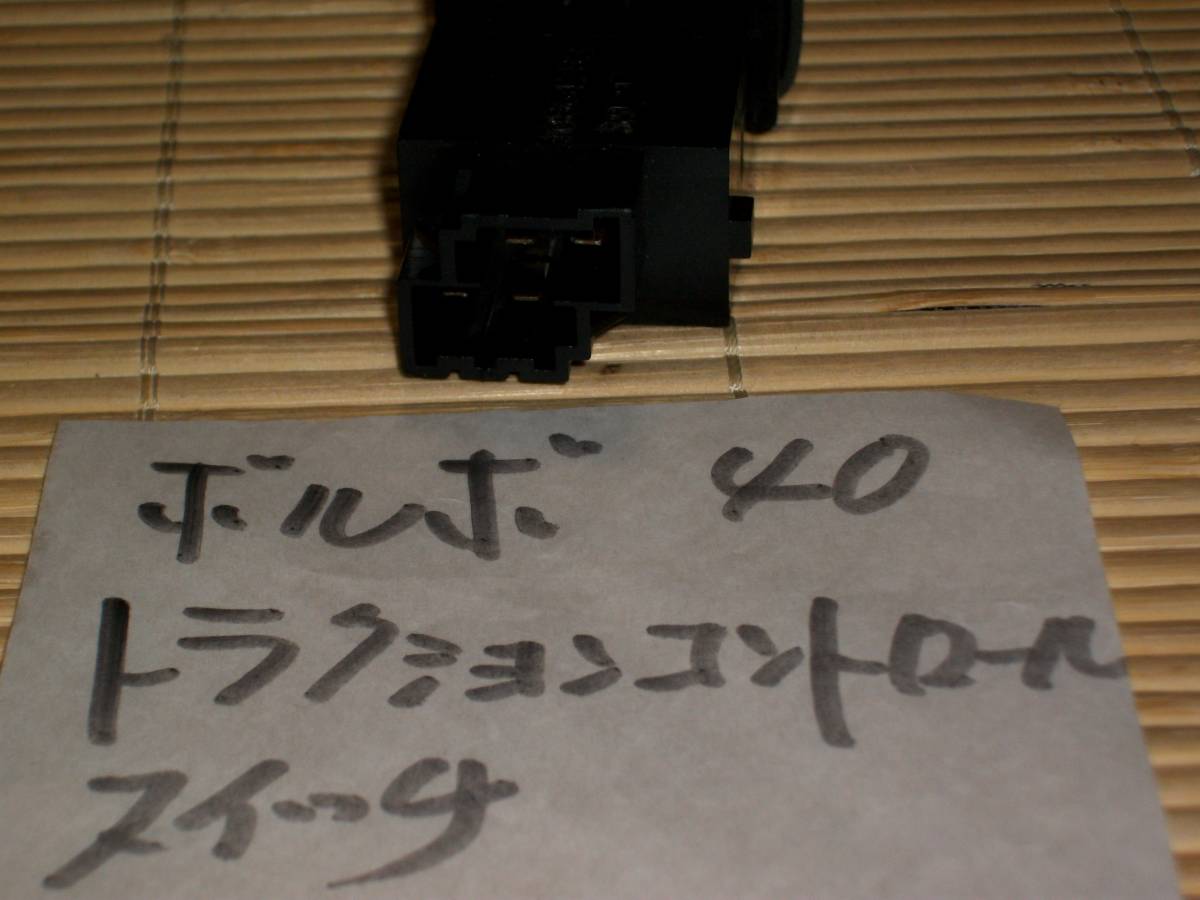 ボルボ 40
トラクションコントロール
スイッチ